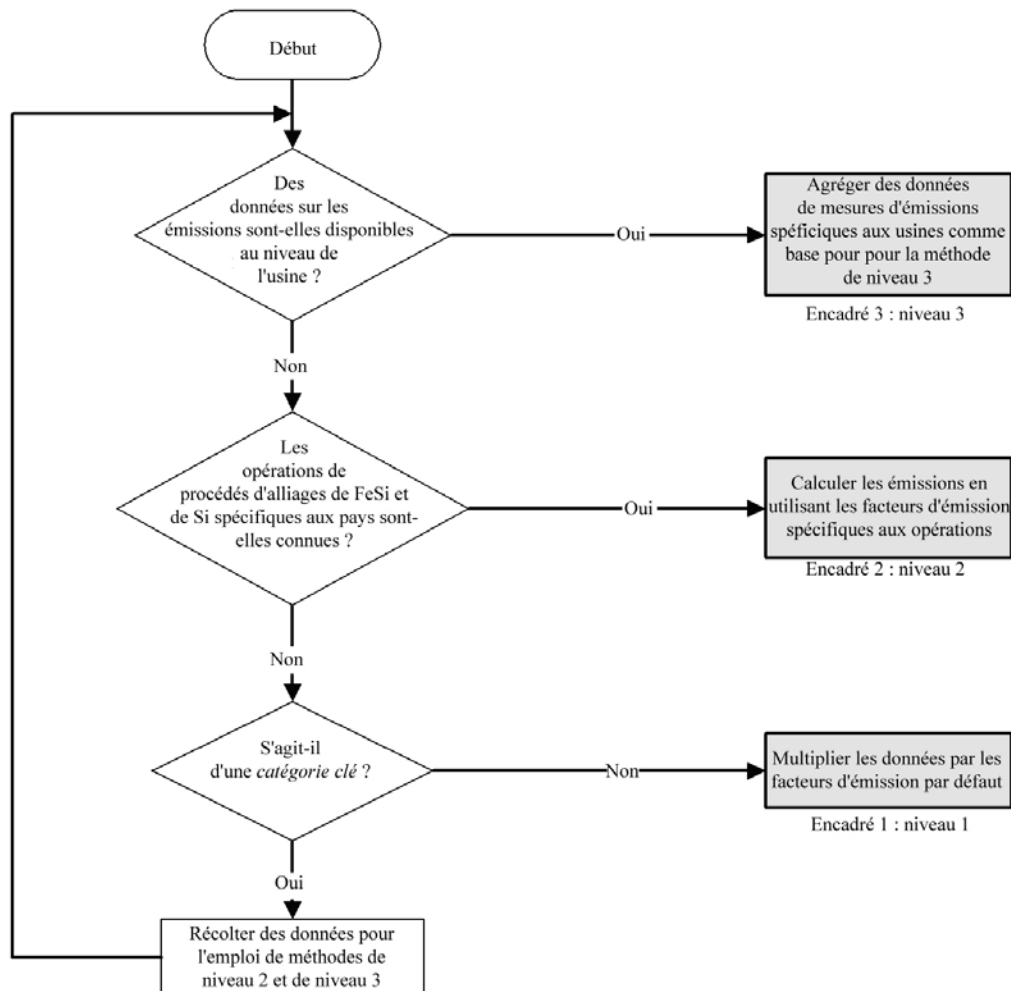 Début
Des
données sur les
émissions sont-elles disponibles
au niveau de
l'usine ?
Oui
Agréger des données
de mesures d'émissions
spéficiques aux usines comme
base pour pour la méthode
de niveau 3
Encadré 3 : niveau 3
Non
Les
opérations de
procédés d'alliages de FeSi et
de Si spécifiques aux pays sont-
elles connues ?
Oui
Calculer les émissions en
utilisant les facteurs d'émission
spécifiques aux opérations
Encadré 2 : niveau 2
Non
S'agit-il
d'une catégorie clé ?
Non
Multiplier les données par les
facteurs d'émission par défaut
Encadré 1 : niveau 1
Oui
Récolter des données pour
l'emploi de méthodes de
niveau 2 et de niveau 3